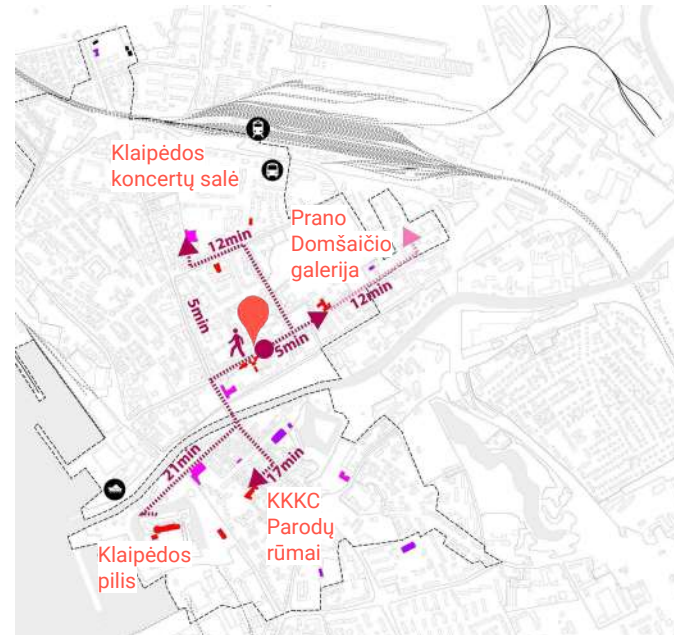 Klaipėdos
koncertų salė
Prano
Domšaičio
galerija
12min
5min
5min
12min
21min
17min
KKKC
Parodų
rūmai
Klaipėdos
pilis